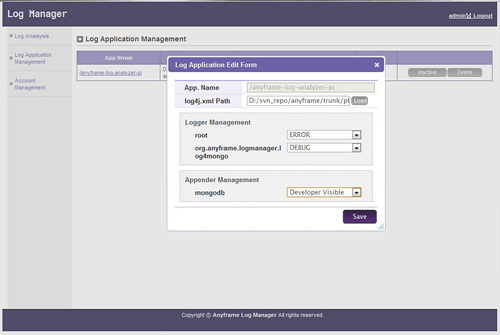 Log Manager
admin Logout
Log Analysis
Log Application Management
Account Management
Log Application Management
App Nmae
/anyframe-log-analyzer-pi
Inactive
Delete
Log Application Edit Form
App. Name
/anyframe-log-analyzer-pi
log4j.xml Path
D:/svn_repo/anyframe/trunk/pl
Load
Logger Management
root
ERROR
org.anyframe.logmanager.log4mongo
DEBUG
Appender Management
mongodb
Developer Visible
Save
Copyright © Anyframe Log Manager All rights reserved